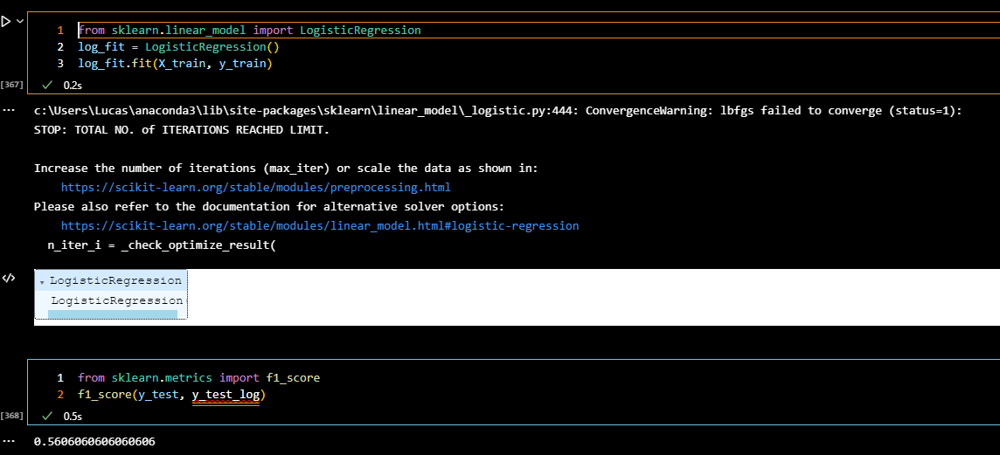 1 from sklearn.linear_model import LogisticRegression
2 log_fit = LogisticRegression()
3 log_fit.fit(X_train, y_train)
[367] ✓ 0.2s
... c:\Users\Lucas\anaconda3\lib\site-packages\sklearn\linear_model\_logistic.py:444: ConvergenceWarning: lbfgs failed to converge (status=1):
STOP: TOTAL NO. of ITERATIONS REACHED LIMIT.
Increase the number of iterations (max_iter) or scale the data as shown in:
https://scikit-learn.org/stable/modules/preprocessing.html
Please also refer to the documentation for alternative solver options:
https://scikit-learn.org/stable/modules/linear_model.html#logistic-regression
n_iter_i = _check_optimize_result(
▾ LogisticRegression
LogisticRegression
1 from sklearn.metrics import f1_score
2 f1_score(y_test, y_test_log)
[368] ✓ 0.5s
... 0.5606060606060606